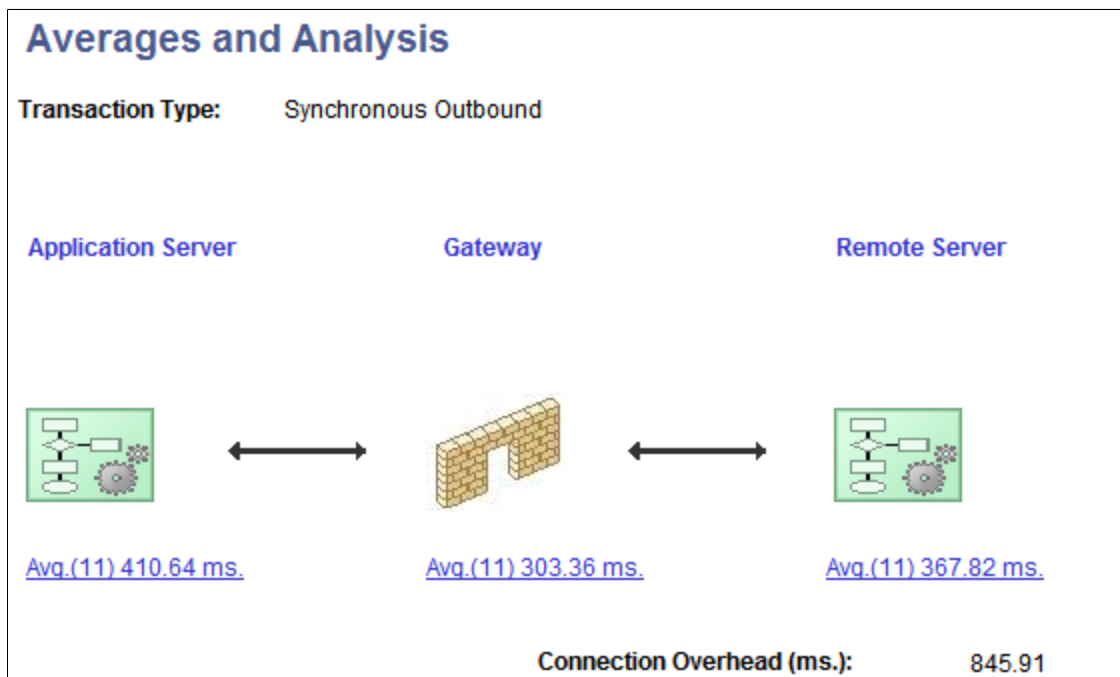 Averages and Analysis
Transaction Type: Synchronous Outbound
Application Server Gateway Remote Server
Avg.(11) 410.64 ms. Avg.(11) 303.36 ms. Avg.(11) 367.82 ms.
Connection Overhead (ms.): 845.91